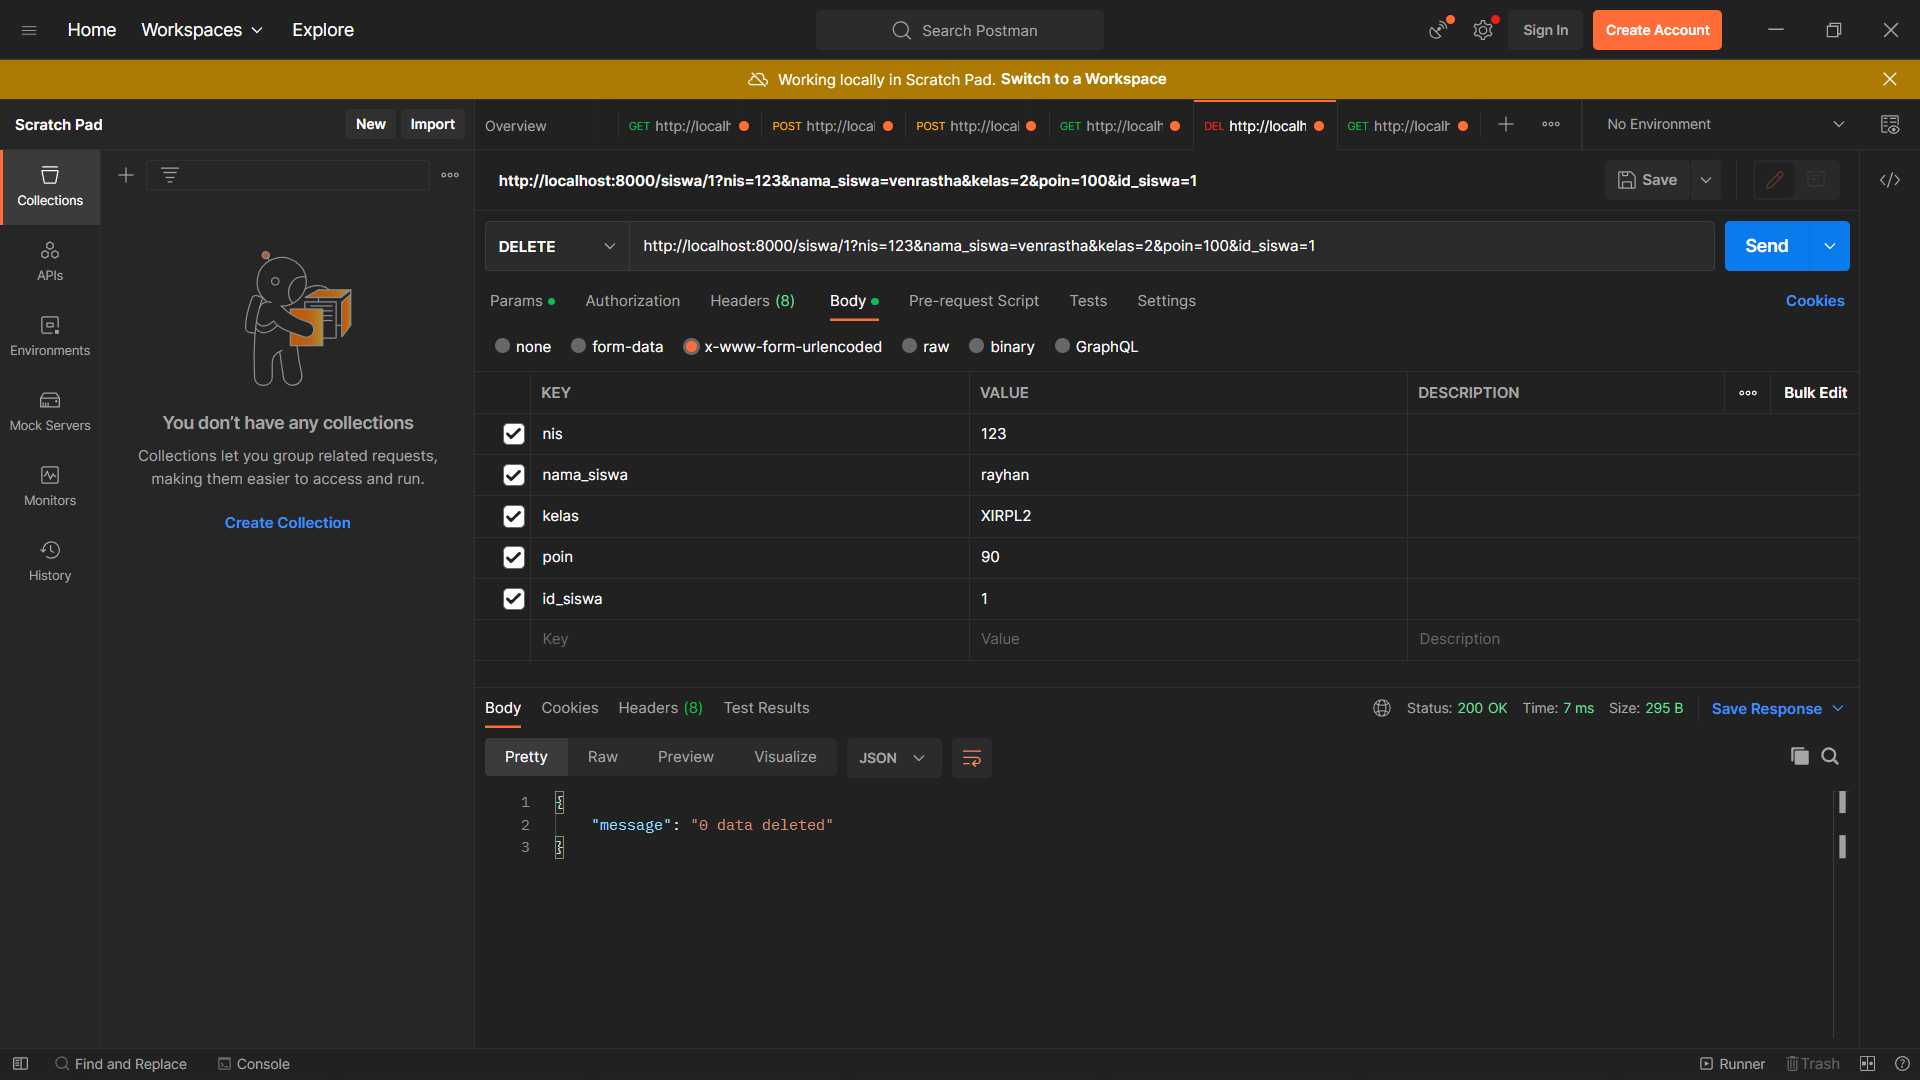 Home
Workspaces
Explore
Search Postman
Sign In
Create Account
Working locally in Scratch Pad. Switch to a Workspace
Scratch Pad
New
Import
Overview
GET http://localh
POST http://local
POST http://local
GET http://localh
DEL http://localh
GET http://localh
No Environment
Collections
APIs
Environments
Mock Servers
Monitors
History
You don’t have any collections
Collections let you group related requests,
making them easier to access and run.
Create Collection
http://localhost:8000/siswa/1?nis=123&nama_siswa=venrastha&kelas=2&poin=100&id_siswa=1
Save
DELETE
http://localhost:8000/siswa/1?nis=123&nama_siswa=venrastha&kelas=2&poin=100&id_siswa=1
Send
Params
Authorization
Headers (8)
Body
Pre-request Script
Tests
Settings
Cookies
none
form-data
x-www-form-urlencoded
raw
binary
GraphQL
KEY VALUE DESCRIPTION Bulk Edit
nis 123
nama_siswa rayhan
kelas XIRPL2
poin 90
id_siswa 1
Key Value Description
Body
Cookies
Headers (8)
Test Results
Status: 200 OK Time: 7 ms Size: 295 B
Save Response
Pretty
Raw
Preview
Visualize
JSON
1 {
2 "message": "0 data deleted"
3 }
Find and Replace
Console
Runner
Trash